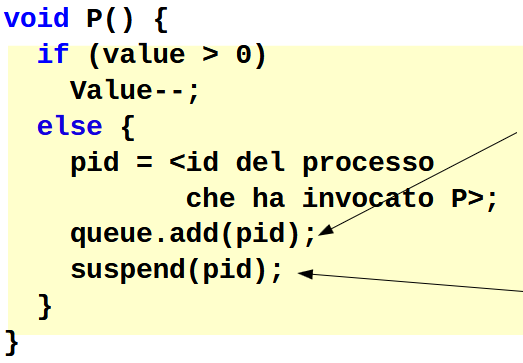 void P() {
if (value > 0)
Value--;
else {
pid = <id del processo
che ha invocato P>;
queue.add(pid);
suspend(pid);
}
}